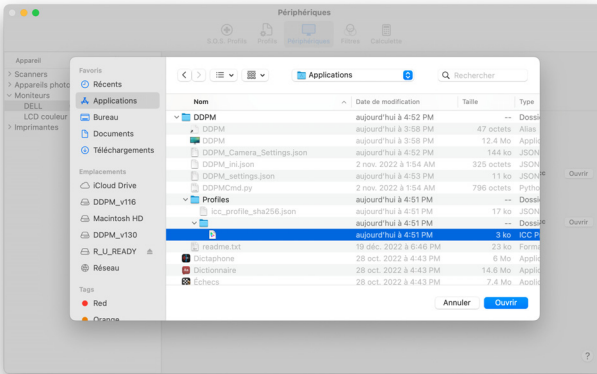 Périphériques
S.O.S. Profils Profils Périphériques Filtres Calculette
Appareil
Scanners
Appareils photo
Moniteurs
DELL
LCD couleur
Imprimantes
Favoris
Récents
Applications
Bureau
Documents
Téléchargements
Emplacements
iCloud Drive
DDPM_v116
Macintosh HD
DDPM_v130
R_U_READY
Réseau
Tags
Red
Orange
Applications
Rechercher
Nom Date de modification Taille Type
DDPM aujourd'hui à 4:52 PM -- Dossi
DDPM aujourd'hui à 3:58 PM 47 octets Alias
DDPM aujourd'hui à 3:58 PM 12.4 Mo Applic
DDPM_Camera_Settings.json aujourd'hui à 4:52 PM 144 ko JSON
DDPM_ini.json 2 nov. 2022 à 1:54 AM 325 octets JSON
DDPM_settings.json aujourd'hui à 4:53 PM 11 ko JSON
DDPMCmd.py 2 nov. 2022 à 1:54 AM 796 octets Pytho
Profiles aujourd'hui à 4:51 PM -- Dossi
icc_profile_sha256.json aujourd'hui à 4:51 PM 17 ko JSON
aujourd'hui à 4:51 PM -- Dossi
aujourd'hui à 4:51 PM 3 ko ICC P
readme.txt 19 déc. 2022 à 6:46 PM 23 ko Forma
Dictaphone 28 oct. 2022 à 4:43 PM 6 Mo Applic
Dictionnaire 28 oct. 2022 à 4:43 PM 14.6 Mo Applic
Échecs 28 oct. 2022 à 4:43 PM 7.4 Mo Applic
Annuler Ouvrir
Ouvrir
Ouvrir
?